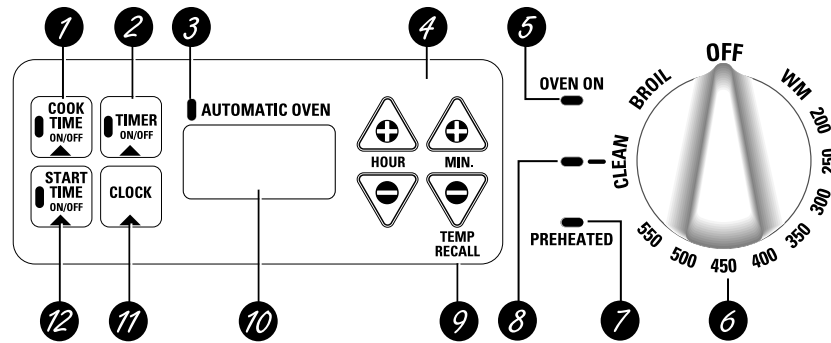 1
2
3
4
5
COOK
TIME
ON/OFF
TIMER
ON/OFF
AUTOMATIC OVEN
HOUR
MIN.
START
TIME
ON/OFF
CLOCK
TEMP
RECALL
OVEN ON
CLEAN
PREHEATED
OFF
WM
200
250
300
350
400
450
500
550
BROIL
12
11
10
9
8
7
6